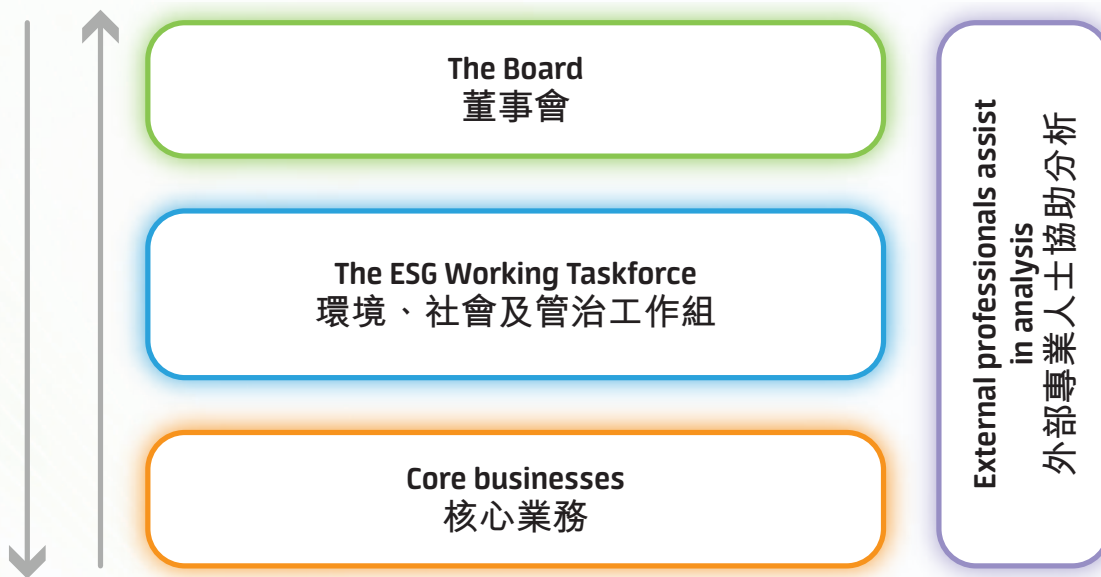 The Board
董事會
The ESG Working Taskforce
環境、社會及管治工作組
Core businesses
核心業務
External professionals assist
in analysis
外部專業人士協助分析